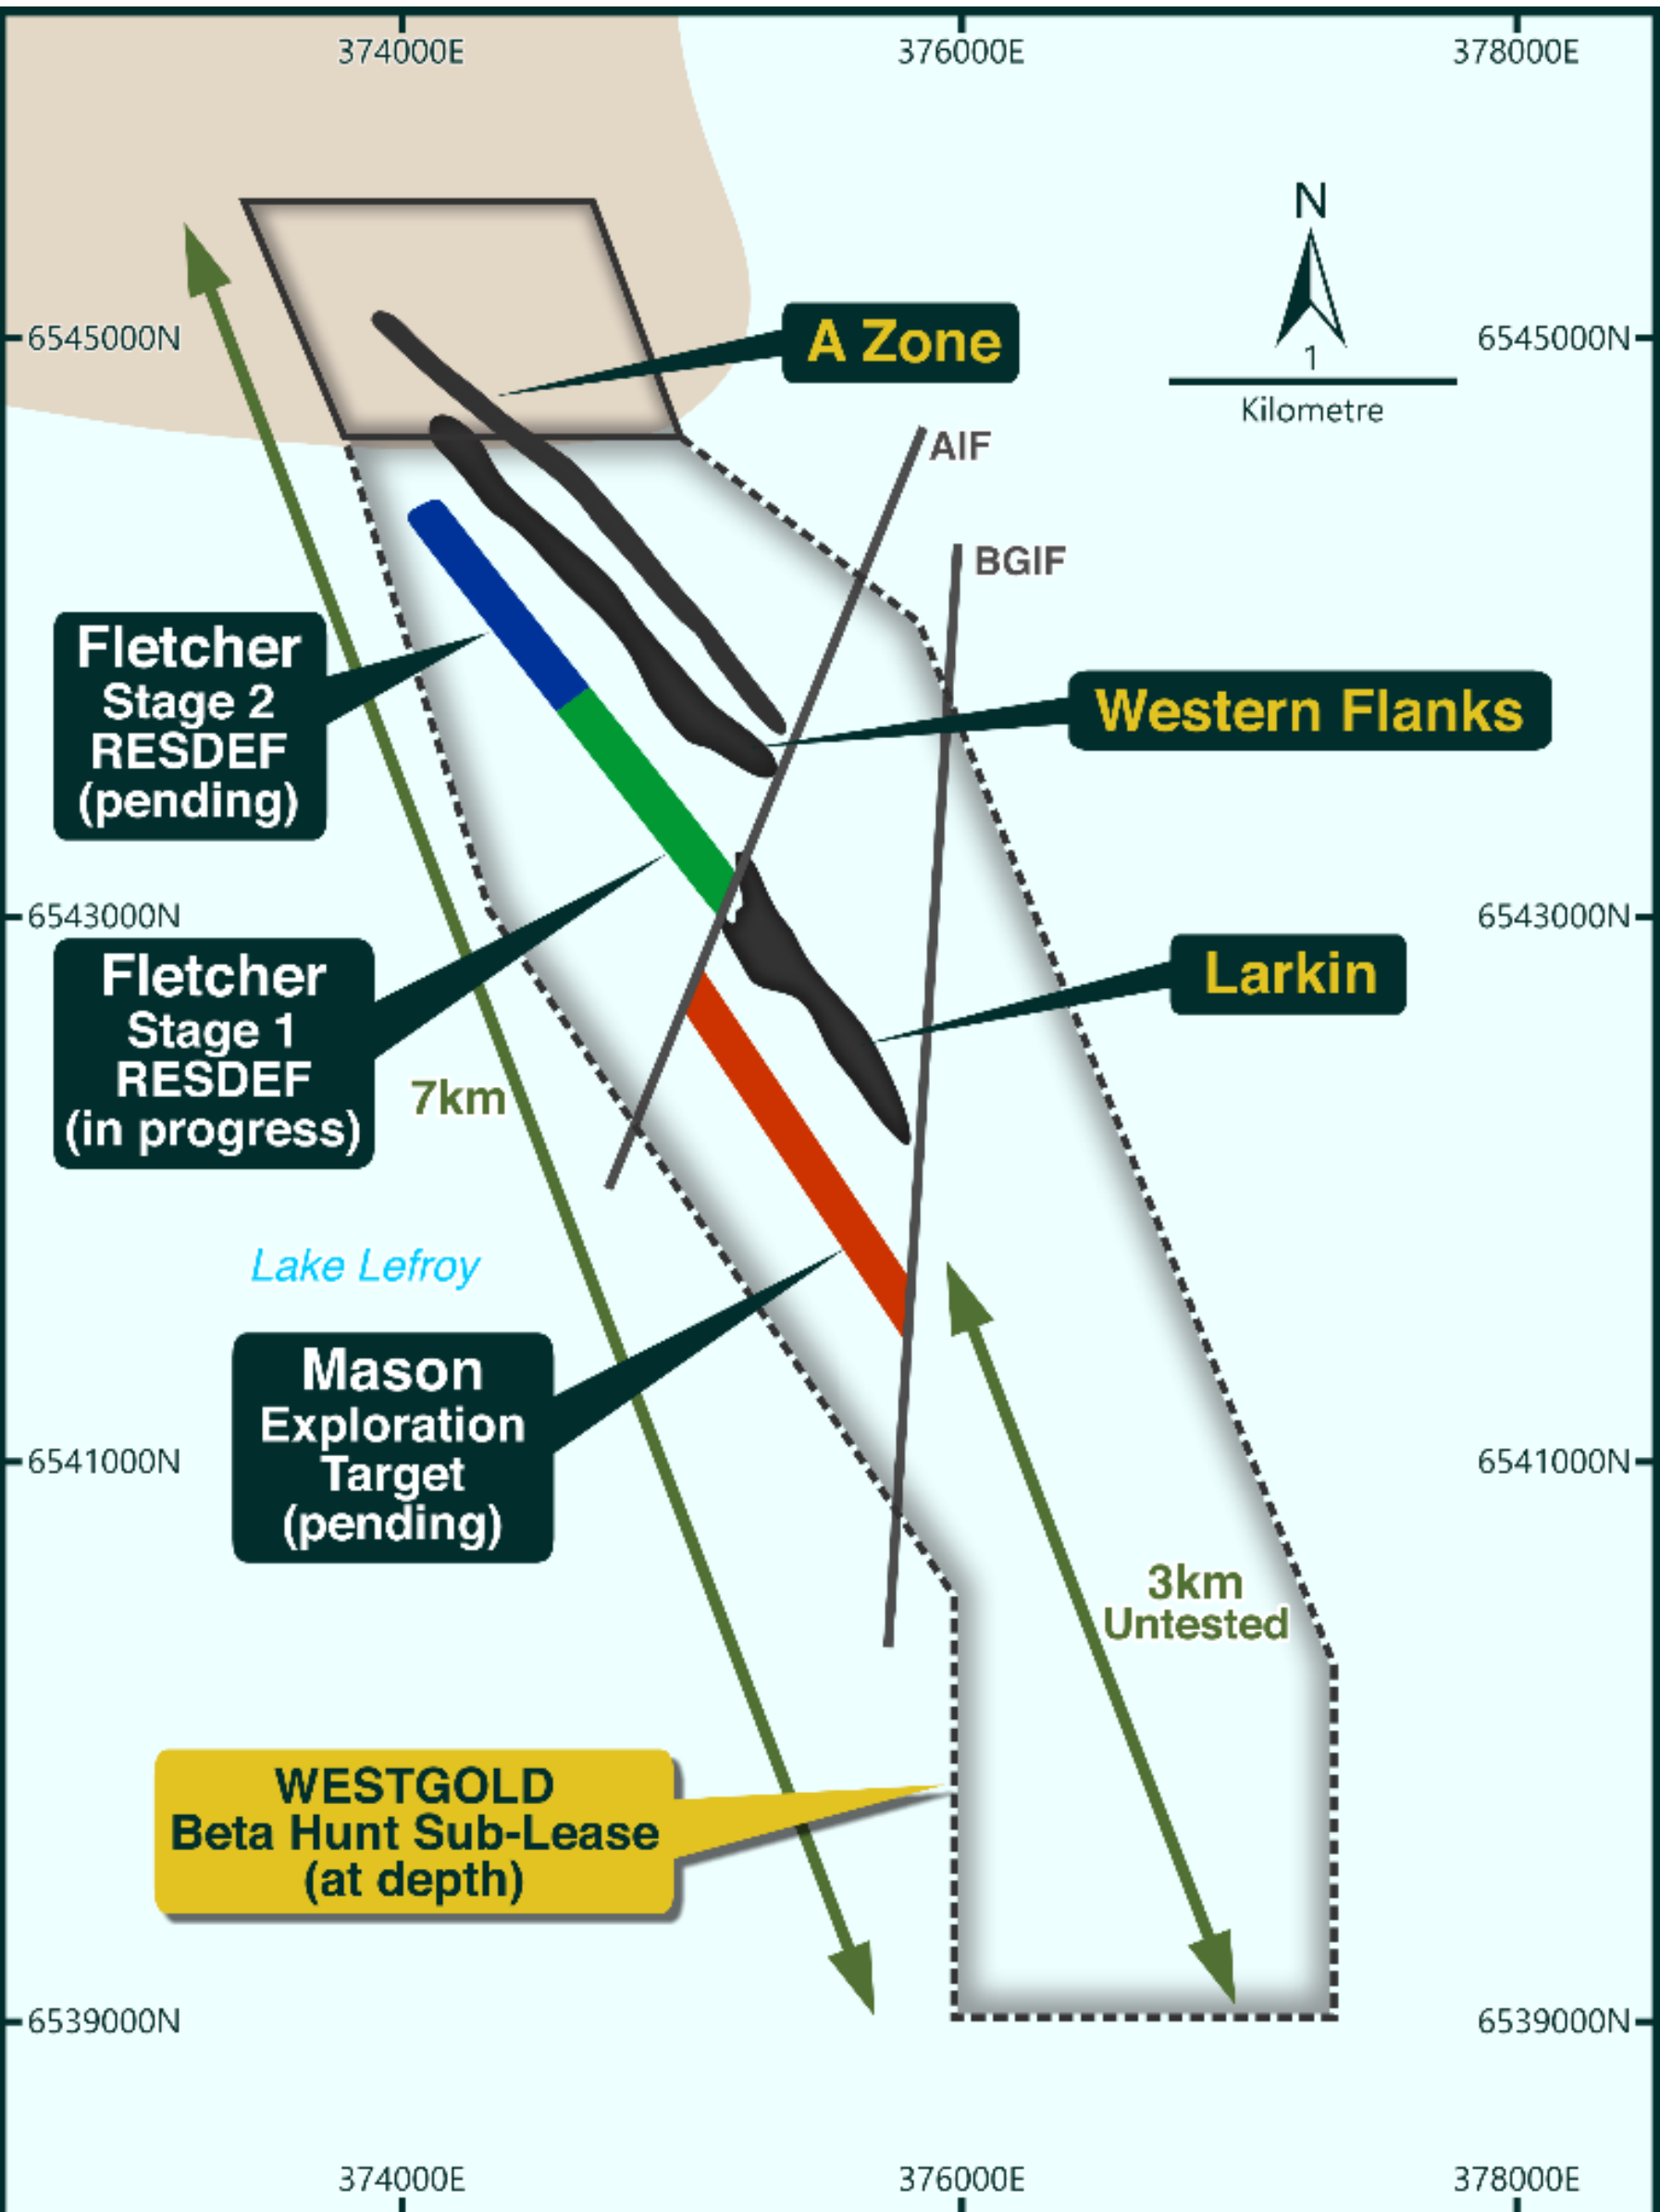 374000E
376000E
378000E
N
6545000N
A Zone
6545000N
1
Kilometre
AIF
BGIF
Fletcher
Stage 2
RESDEF
(pending)
Western Flanks
6543000N
6543000N
Fletcher
Stage 1
RESDEF
(in progress)
Larkin
7km
Lake Lefroy
Mason
Exploration
Target
(pending)
6541000N
6541000N
3km
Untested
WESTGOLD
Beta Hunt Sub-Lease
(at depth)
6539000N
6539000N
374000E
376000E
378000E